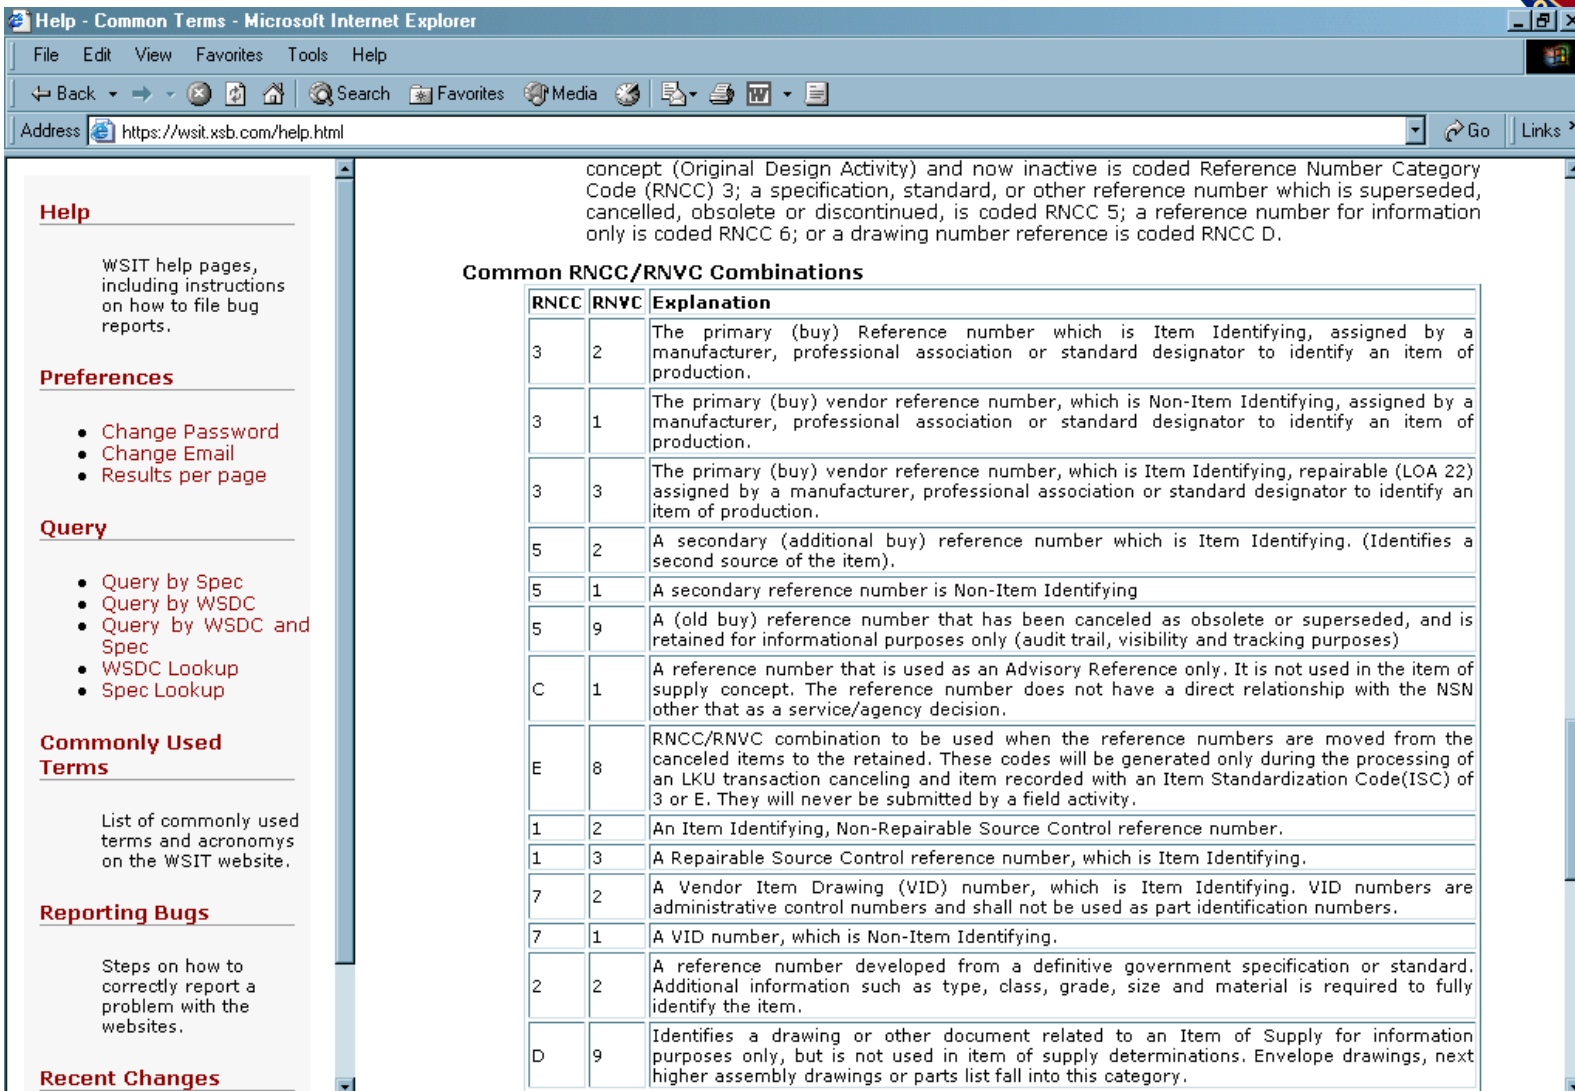 Help - Common Terms - Microsoft Internet Explorer
File Edit View Favorites Tools Help
Back Search Favorites Media
Address https://wsit.xsb.com/help.html Go Links
Help
WSIT help pages,
including instructions
on how to file bug
reports.
Preferences
Change Password
Change Email
Results per page
Query
Query by Spec
Query by WSDC
Query by WSDC and
Spec
WSDC Lookup
Spec Lookup
Commonly Used
Terms
List of commonly used
terms and acronomys
on the WSIT website.
Reporting Bugs
Steps on how to
correctly report a
problem with the
websites.
Recent Changes
concept (Original Design Activity) and now inactive is coded Reference Number Category
Code (RNCC) 3; a specification, standard, or other reference number which is superseded,
cancelled, obsolete or discontinued, is coded RNCC 5; a reference number for information
only is coded RNCC 6; or a drawing number reference is coded RNCC D.
Common RNCC/RNVC Combinations
RNCC RNVC Explanation
3 2 The primary (buy) Reference number which is Item Identifying, assigned by a
manufacturer, professional association or standard designator to identify an item of
production.
3 1 The primary (buy) vendor reference number, which is Non-Item Identifying, assigned by a
manufacturer, professional association or standard designator to identify an item of
production.
3 3 The primary (buy) vendor reference number, which is Item Identifying, repairable (LOA 22)
assigned by a manufacturer, professional association or standard designator to identify an
item of production.
5 2 A secondary (additional buy) reference number which is Item Identifying. (Identifies a
second source of the item).
5 1 A secondary reference number is Non-Item Identifying
5 9 A (old buy) reference number that has been canceled as obsolete or superseded, and is
retained for informational purposes only (audit trail, visibility and tracking purposes)
C 1 A reference number that is used as an Advisory Reference only. It is not used in the item of
supply concept. The reference number does not have a direct relationship with the NSN
other that as a service/agency decision.
E 8 RNCC/RNVC combination to be used when the reference numbers are moved from the
canceled items to the retained. These codes will be generated only during the processing of
an LKU transaction canceling and item recorded with an Item Standardization Code(ISC) of
3 or E. They will never be submitted by a field activity.
1 2 An Item Identifying, Non-Repairable Source Control reference number.
1 3 A Repairable Source Control reference number, which is Item Identifying.
7 2 A Vendor Item Drawing (VID) number, which is Item Identifying. VID numbers are
administrative control numbers and shall not be used as part identification numbers.
7 1 A VID number, which is Non-Item Identifying.
2 2 A reference number developed from a definitive government specification or standard.
Additional information such as type, class, grade, size and material is required to fully
identify the item.
D 9 Identifies a drawing or other document related to an Item of Supply for information
purposes only, but is not used in item of supply determinations. Envelope drawings, next
higher assembly drawings or parts list fall into this category.